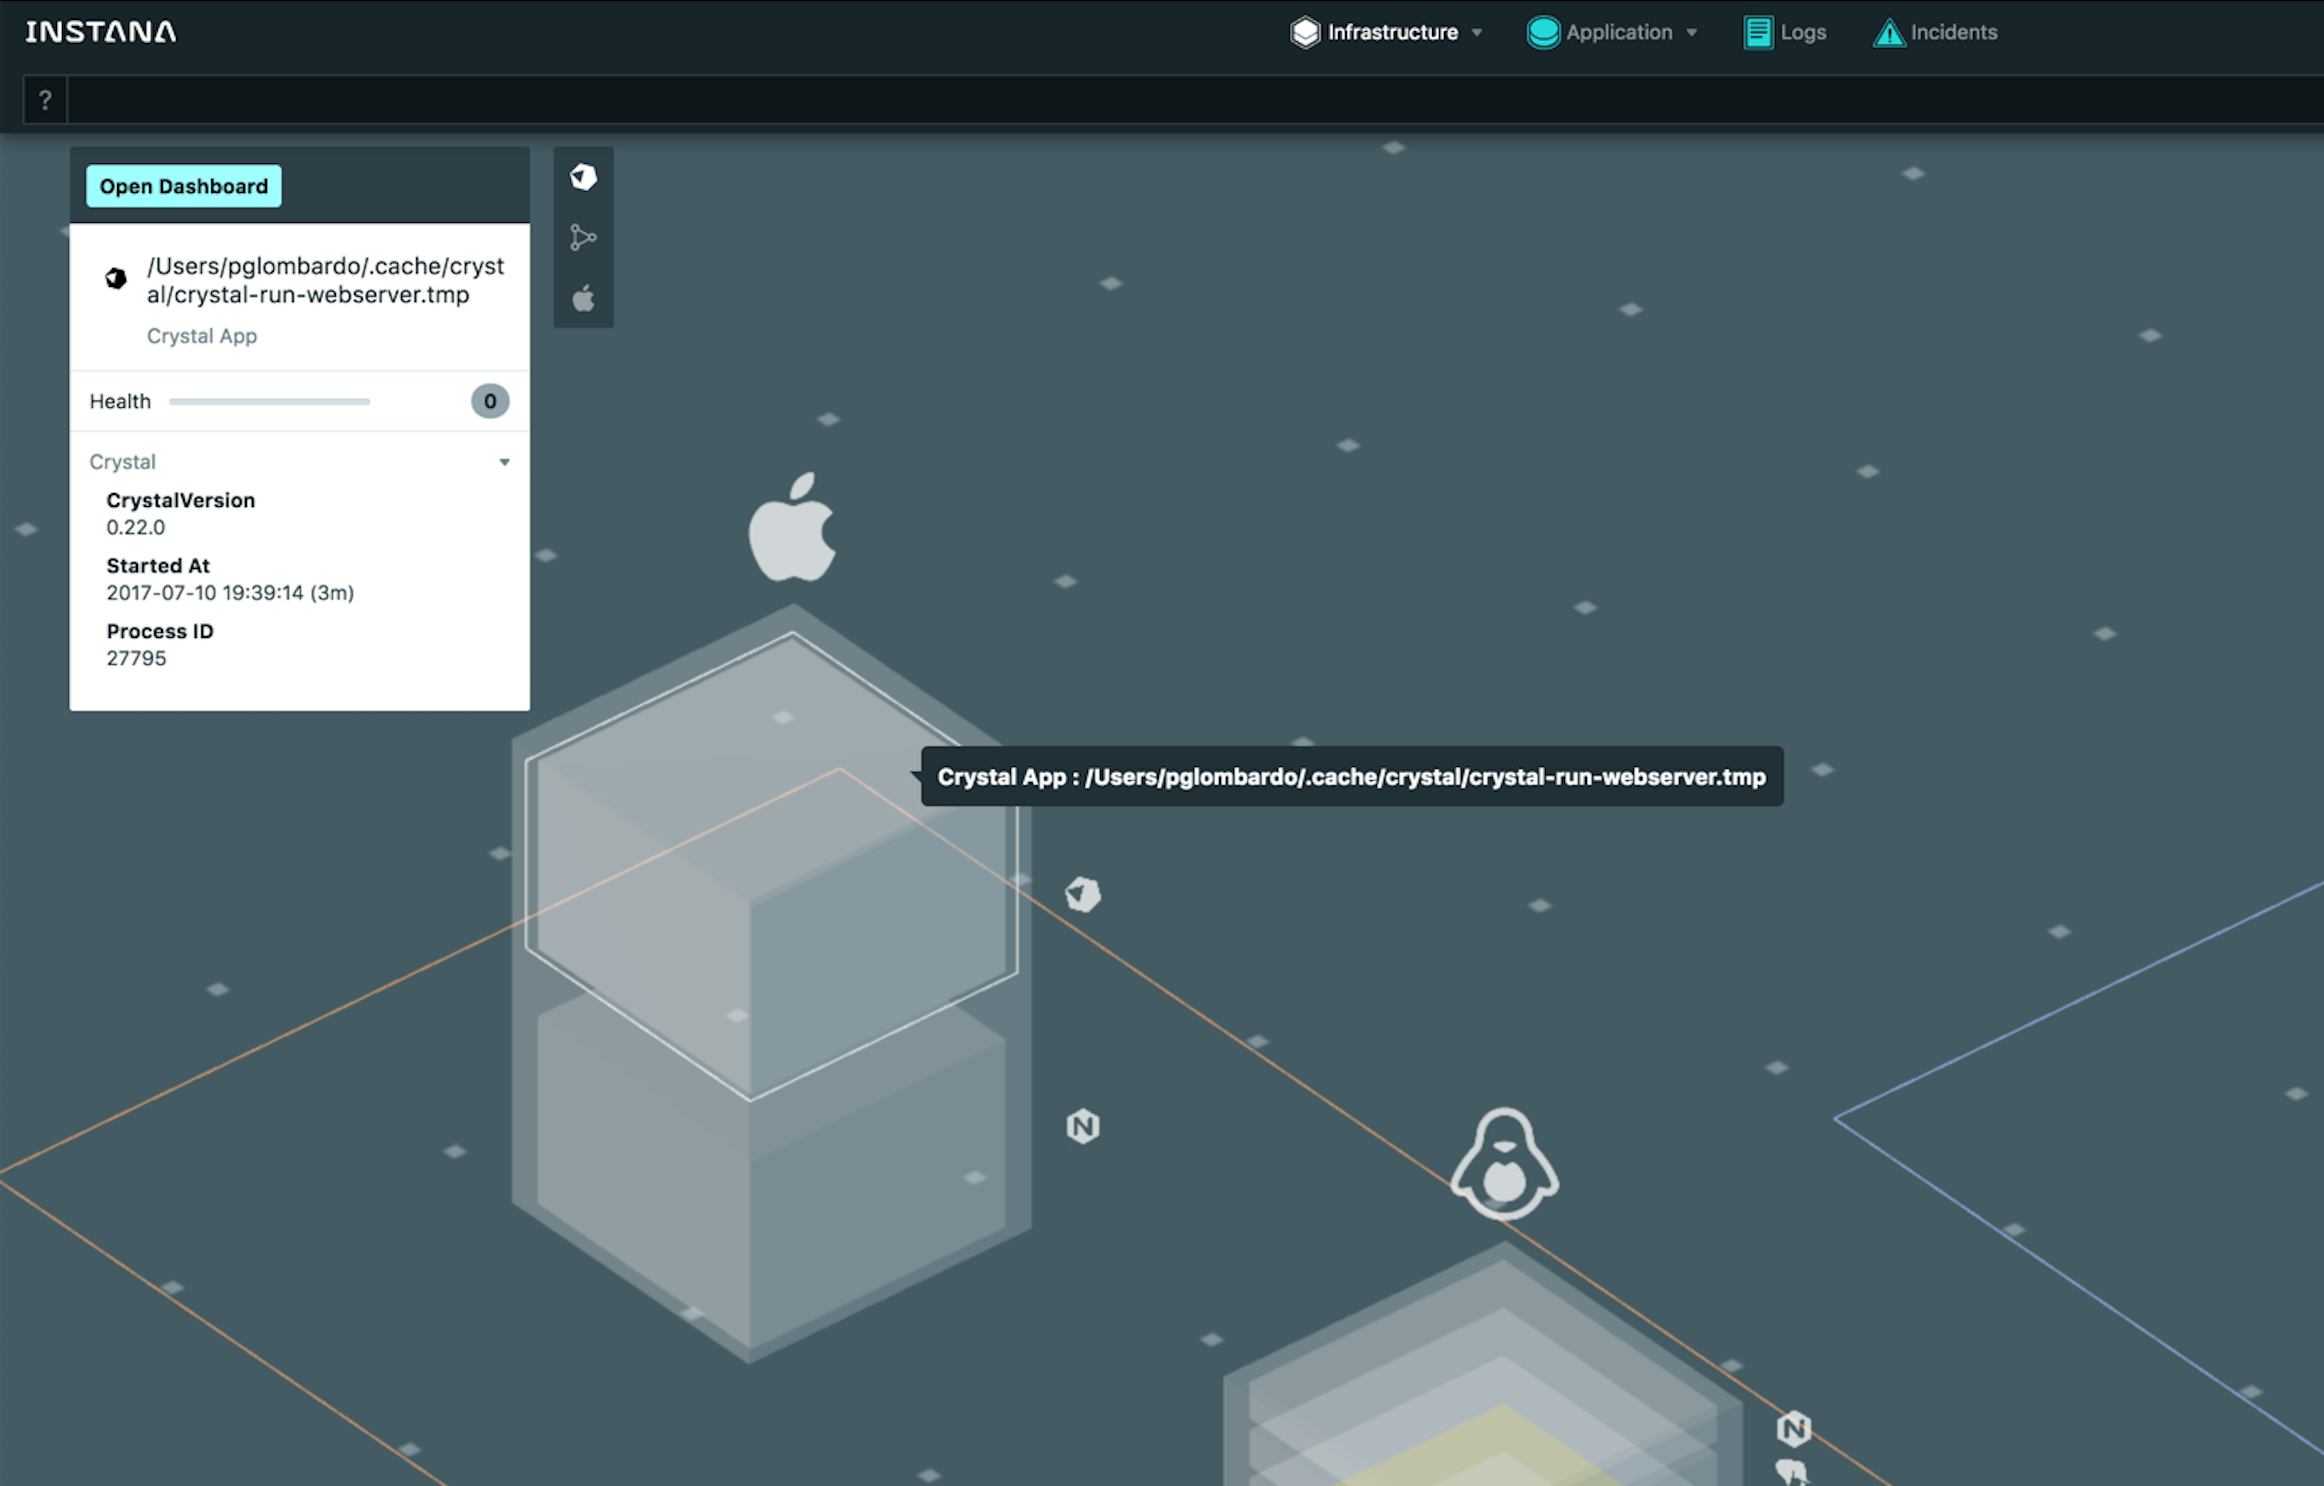 INSTANA
Infrastructure
Application
Logs
Incidents
?
Open Dashboard
/Users/pglombardo/.cache/cryst
al/crystal-run-webserver.tmp
Crystal App
Health
0
Crystal
CrystalVersion
0.22.0
Started At
2017-07-10 19:39:14 (3m)
Process ID
27795
Crystal App : /Users/pglombardo/.cache/crystal/crystal-run-webserver.tmp
N
N